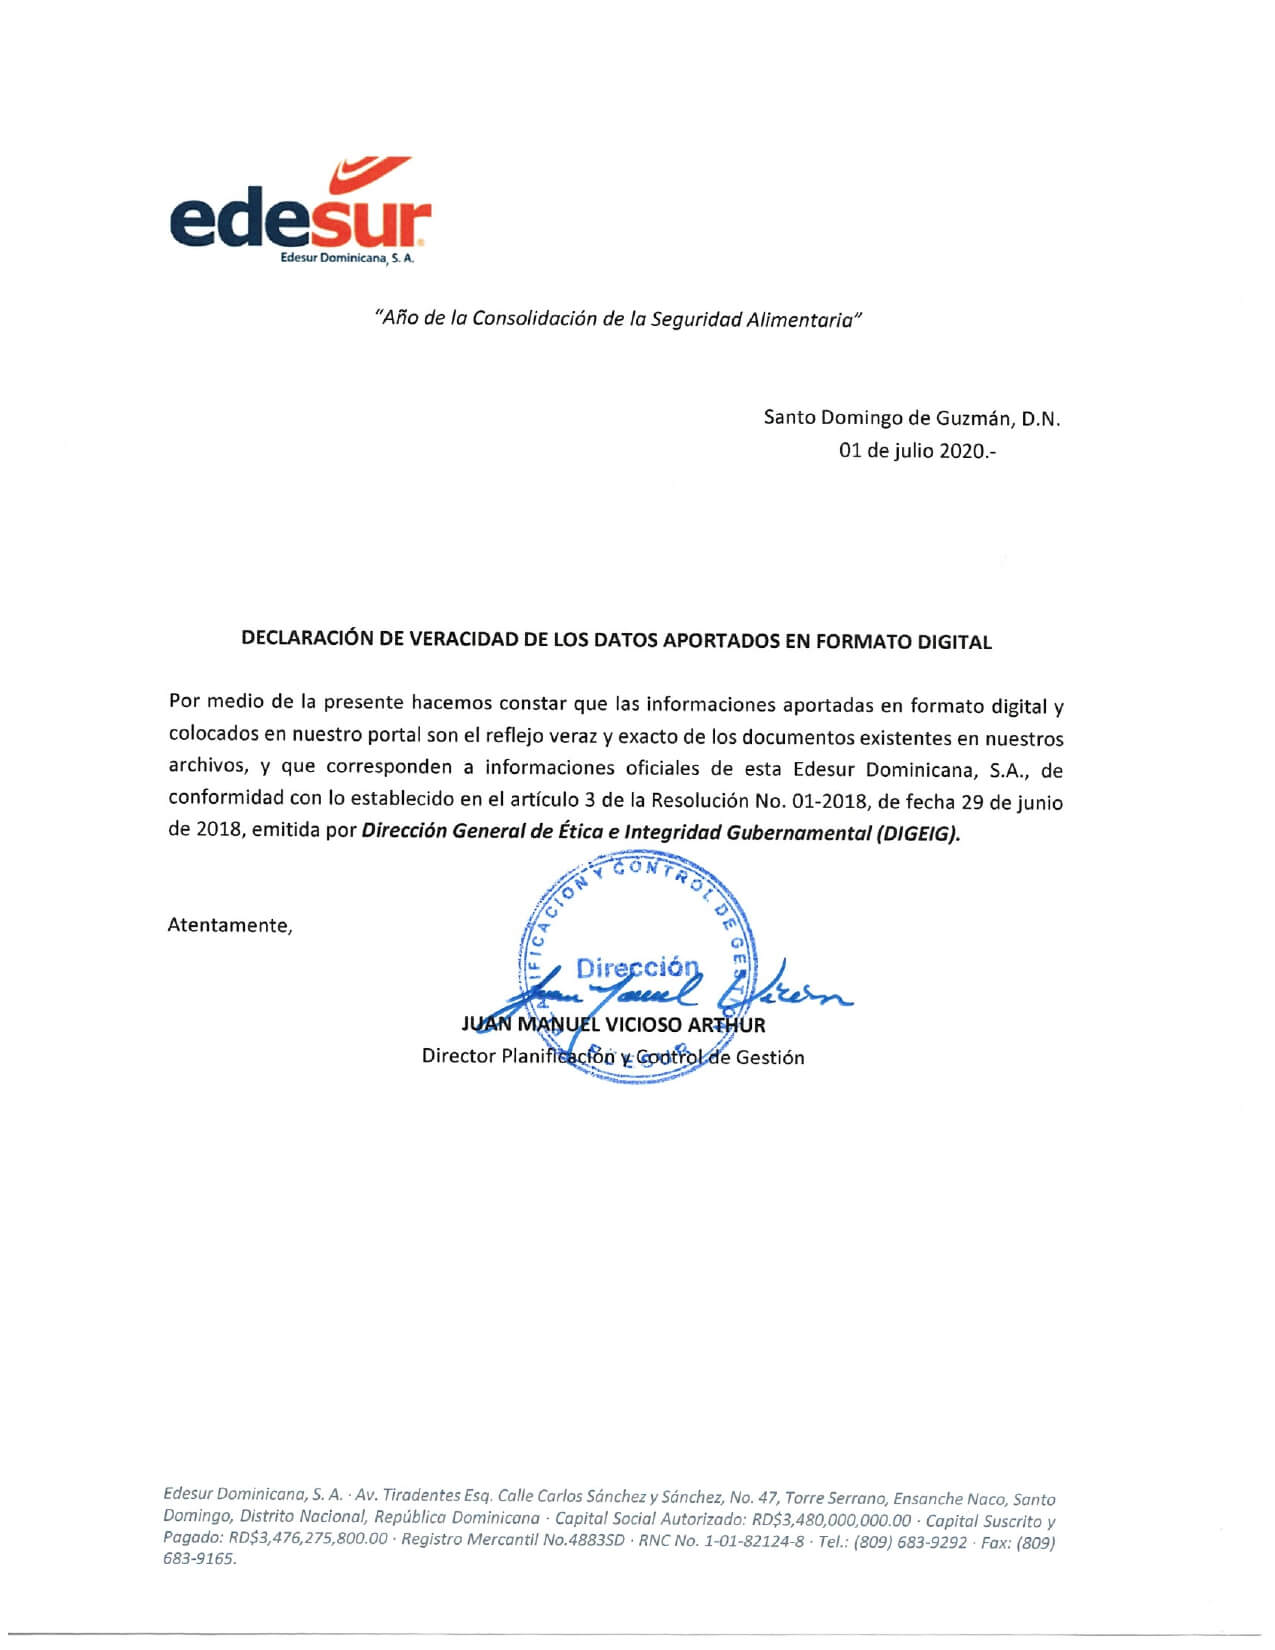 edesur
Edesur Dominicana, S. A.
"Año de la Consolidación de la Seguridad Alimentaria"
Santo Domingo de Guzmán, D.N.
01 de julio 2020.-
DECLARACIÓN DE VERACIDAD DE LOS DATOS APORTADOS EN FORMATO DIGITAL
Por medio de la presente hacemos constar que las informaciones aportadas en formato digital y
colocados en nuestro portal son el reflejo veraz y exacto de los documentos existentes en nuestros
archivos, y que corresponden a informaciones oficiales de esta Edesur Dominicana, S.A., de
conformidad con lo establecido en el artículo 3 de la Resolución No. 01-2018, de fecha 29 de junio
de 2018, emitida por Dirección General de Ética e Integridad Gubernamental (DIGEIG).
Atentamente,
PLANIFICACION Y CONTROL DE GESTION
Dirección
EDESUR
Juan Manuel Vicioso
JUAN MANUEL VICIOSO ARTHUR
Director Planificación y Control de Gestión
Edesur Dominicana, S. A. · Av. Tiradentes Esq. Calle Carlos Sánchez y Sánchez, No. 47, Torre Serrano, Ensanche Naco, Santo
Domingo, Distrito Nacional, República Dominicana · Capital Social Autorizado: RD$3,480,000,000.00 · Capital Suscrito y
Pagado: RD$3,476,275,800.00 · Registro Mercantil No.4883SD · RNC No. 1-01-82124-8 · Tel.: (809) 683-9292 · Fax: (809)
683-9165.